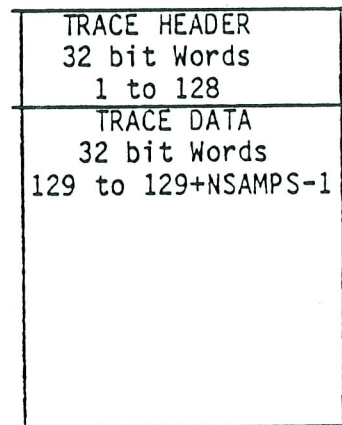 TRACE HEADER
32 bit Words
1 to 128
TRACE DATA
32 bit Words
129 to 129+NSAMPS-1